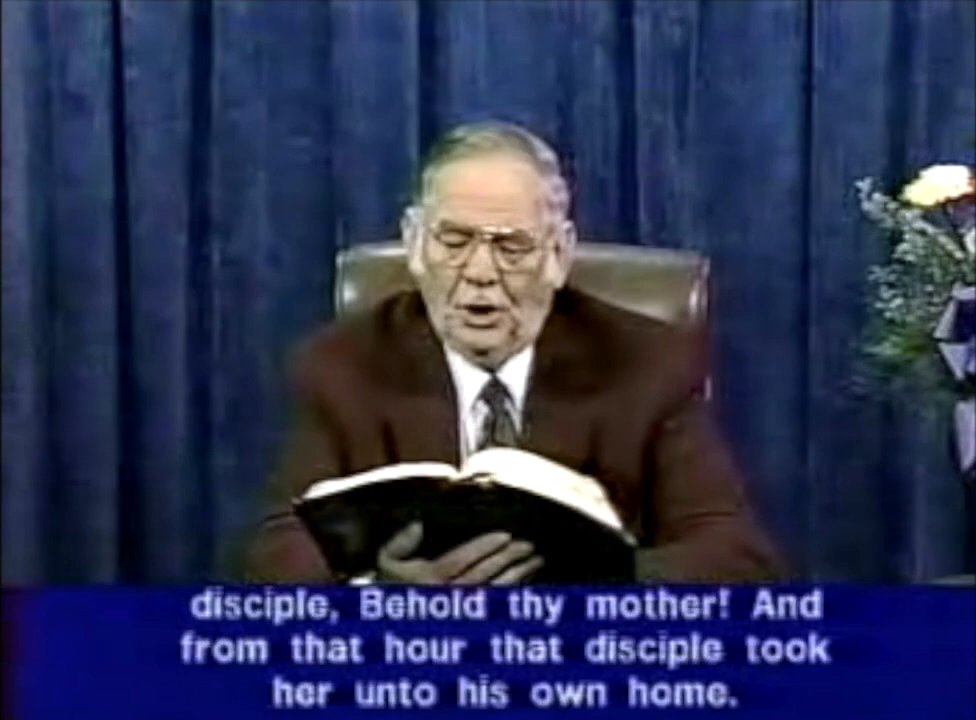 disciple, Behold thy mother! And
from that hour that disciple took
her unto his own home.